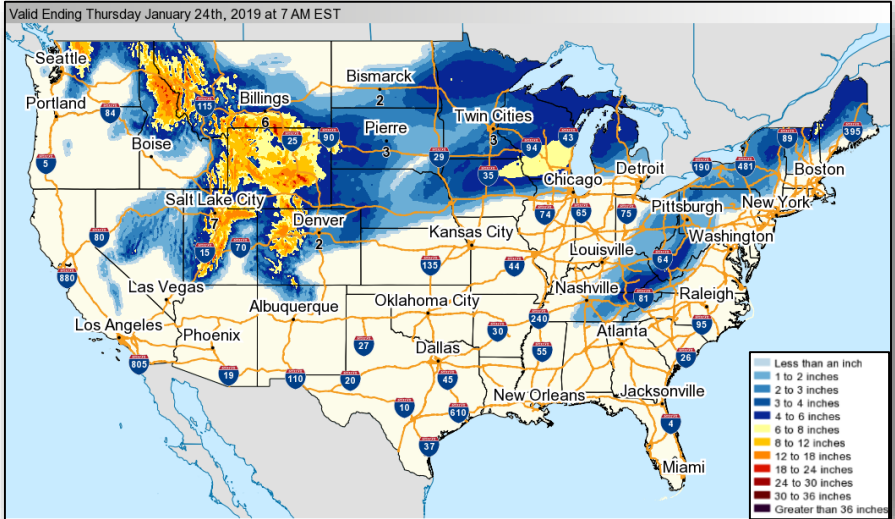 Valid Ending Thursday January 24th, 2019 at 7 AM EST
Seattle
Portland
84
115
Billings
Bismarck
2
6
25
90
Pierre
3
Twin Cities
3
29
94
43
35
Boise
5
395
89
Boston
190
481
Detroit
Chicago
Salt Lake City
7
Denver
2
74
65
75
Pittsburgh
New York
Washington
80
15
70
Kansas City
Louisville
64
880
135
44
Las Vegas
Nashville
81
Raleigh
Albuquerque
Oklahoma City
240
95
Los Angeles
Phoenix
30
Atlanta
27
55
26
805
Dallas
19
110
20
45
New Orleans
Jacksonville
10
610
4
37
Miami
Less than an inch
1 to 2 inches
2 to 3 inches
3 to 4 inches
4 to 6 inches
6 to 8 inches
8 to 12 inches
12 to 18 inches
18 to 24 inches
24 to 30 inches
30 to 36 inches
Greater than 36 inches